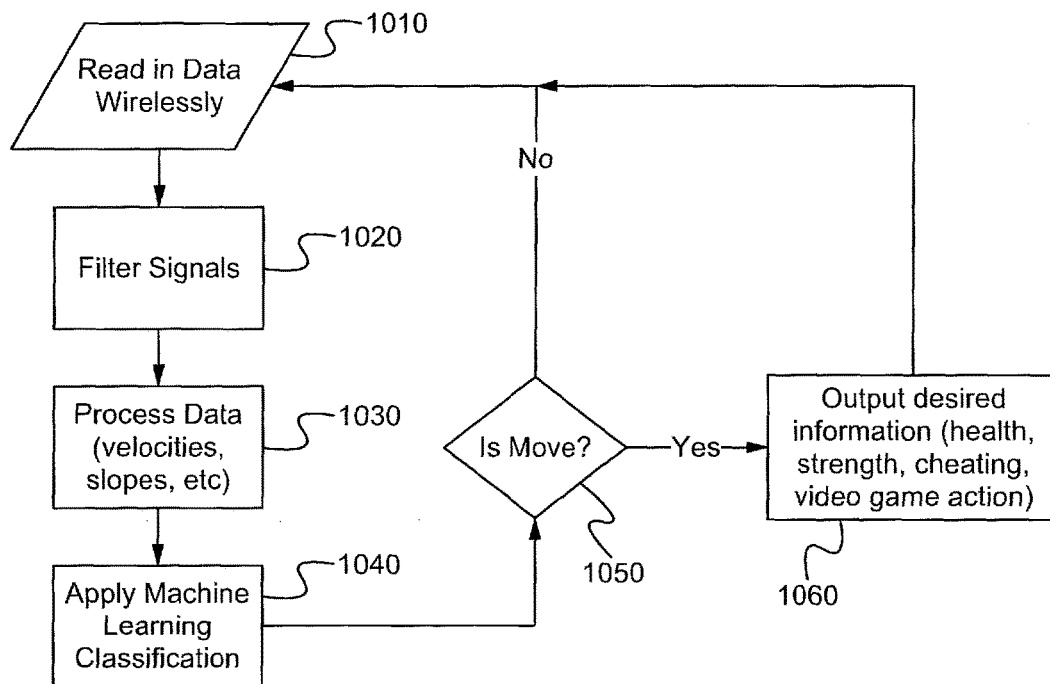 1010
Read in Data
Wirelessly
1020
Filter Signals
1030
Process Data
(velocities,
slopes, etc)
1040
Apply Machine
Learning
Classification
No
Is Move?
1050
Yes
Output desired
information (health,
strength, cheating,
video game action)
1060